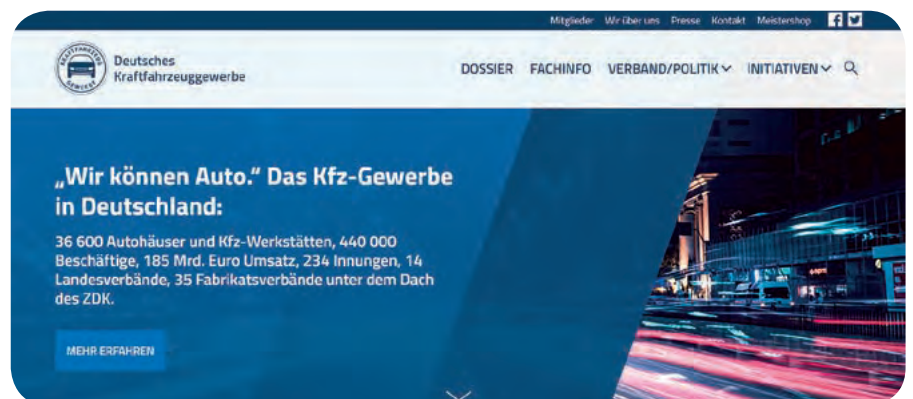 Mitglieder Wir über uns Presse Kontakt Meistershop
KRAFTFAHRZEUG
GEWERBE
Deutsches
Kraftfahrzeuggewerbe
DOSSIER FACHINFO VERBAND/POLITIK INITIATIVEN
„Wir können Auto.“ Das Kfz-Gewerbe
in Deutschland:
36 600 Autohäuser und Kfz-Werkstätten, 440 000
Beschäftige, 185 Mrd. Euro Umsatz, 234 Innungen, 14
Landesverbände, 35 Fabrikatsverbände unter dem Dach
des ZDK.
MEHR ERFAHREN